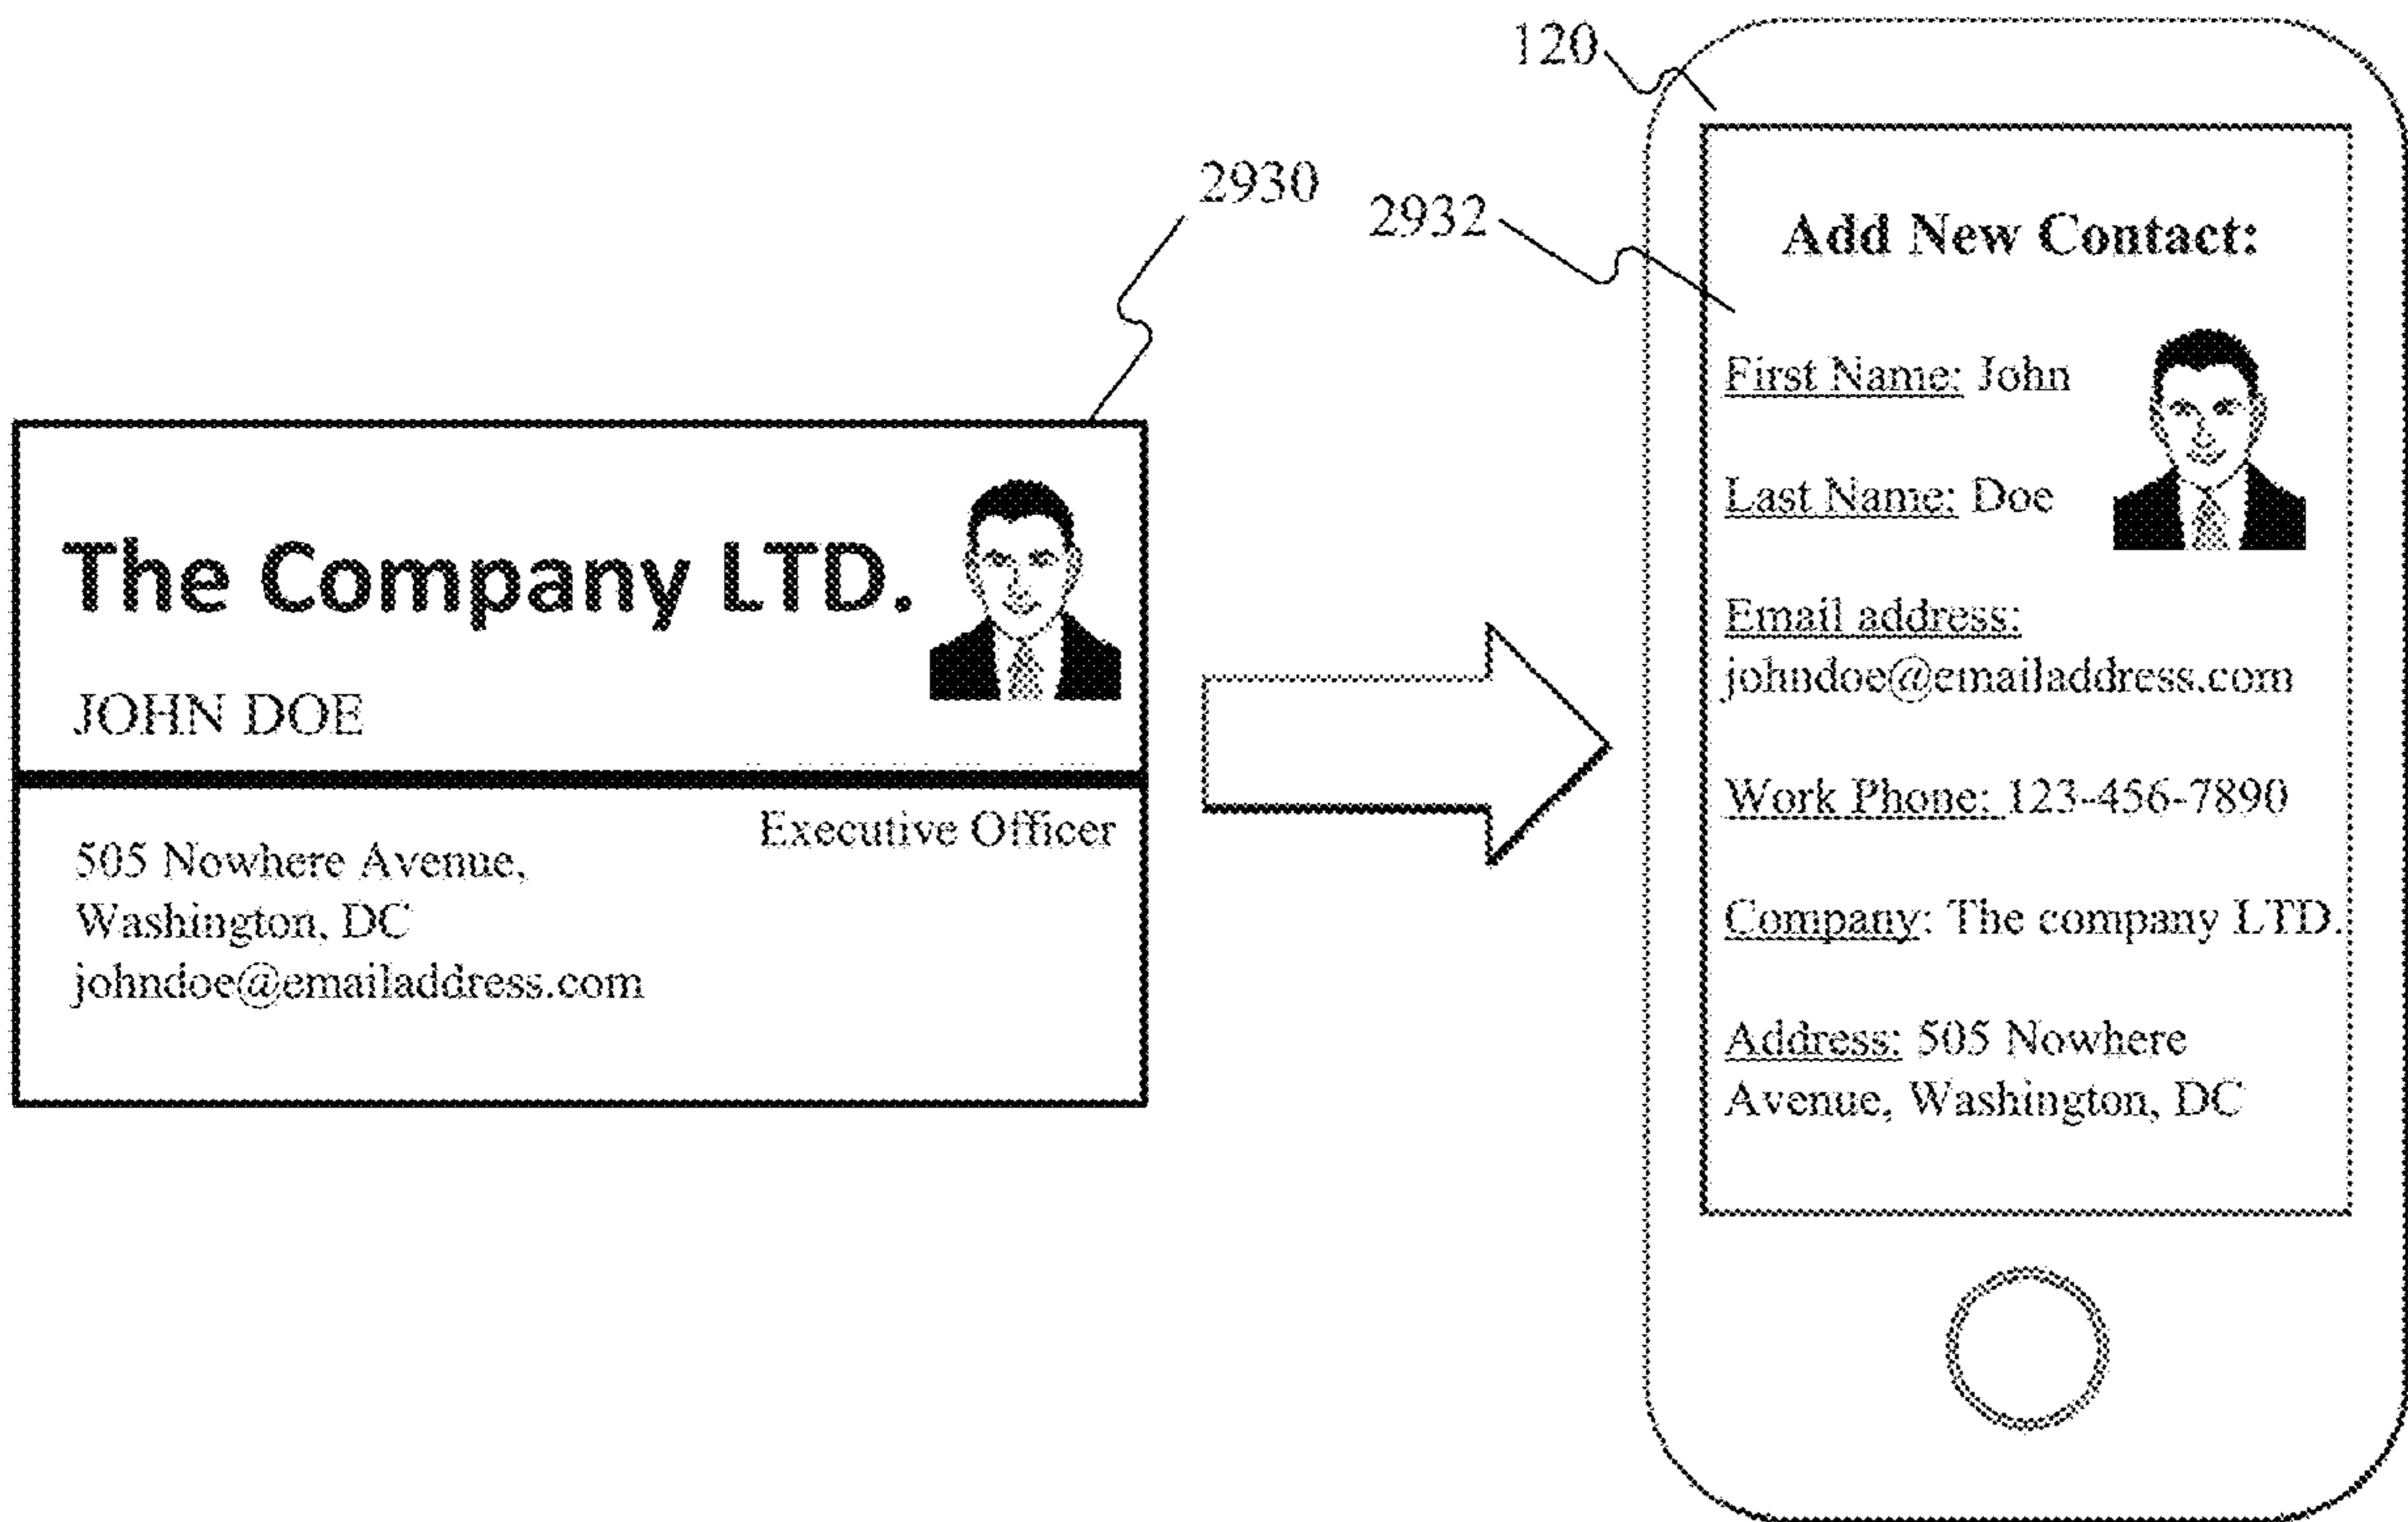 120
2930
2932
Add New Contact:
First Name: John
Last Name: Doe
Email address:
johndoe@emailaddress.com
Work Phone: 123-456-7890
Company: The company LTD.
Address: 505 Nowhere
Avenue, Washington, DC
The Company LTD.
JOHN DOE
Executive Officer
505 Nowhere Avenue,
Washington, DC
johndoe@emailaddress.com